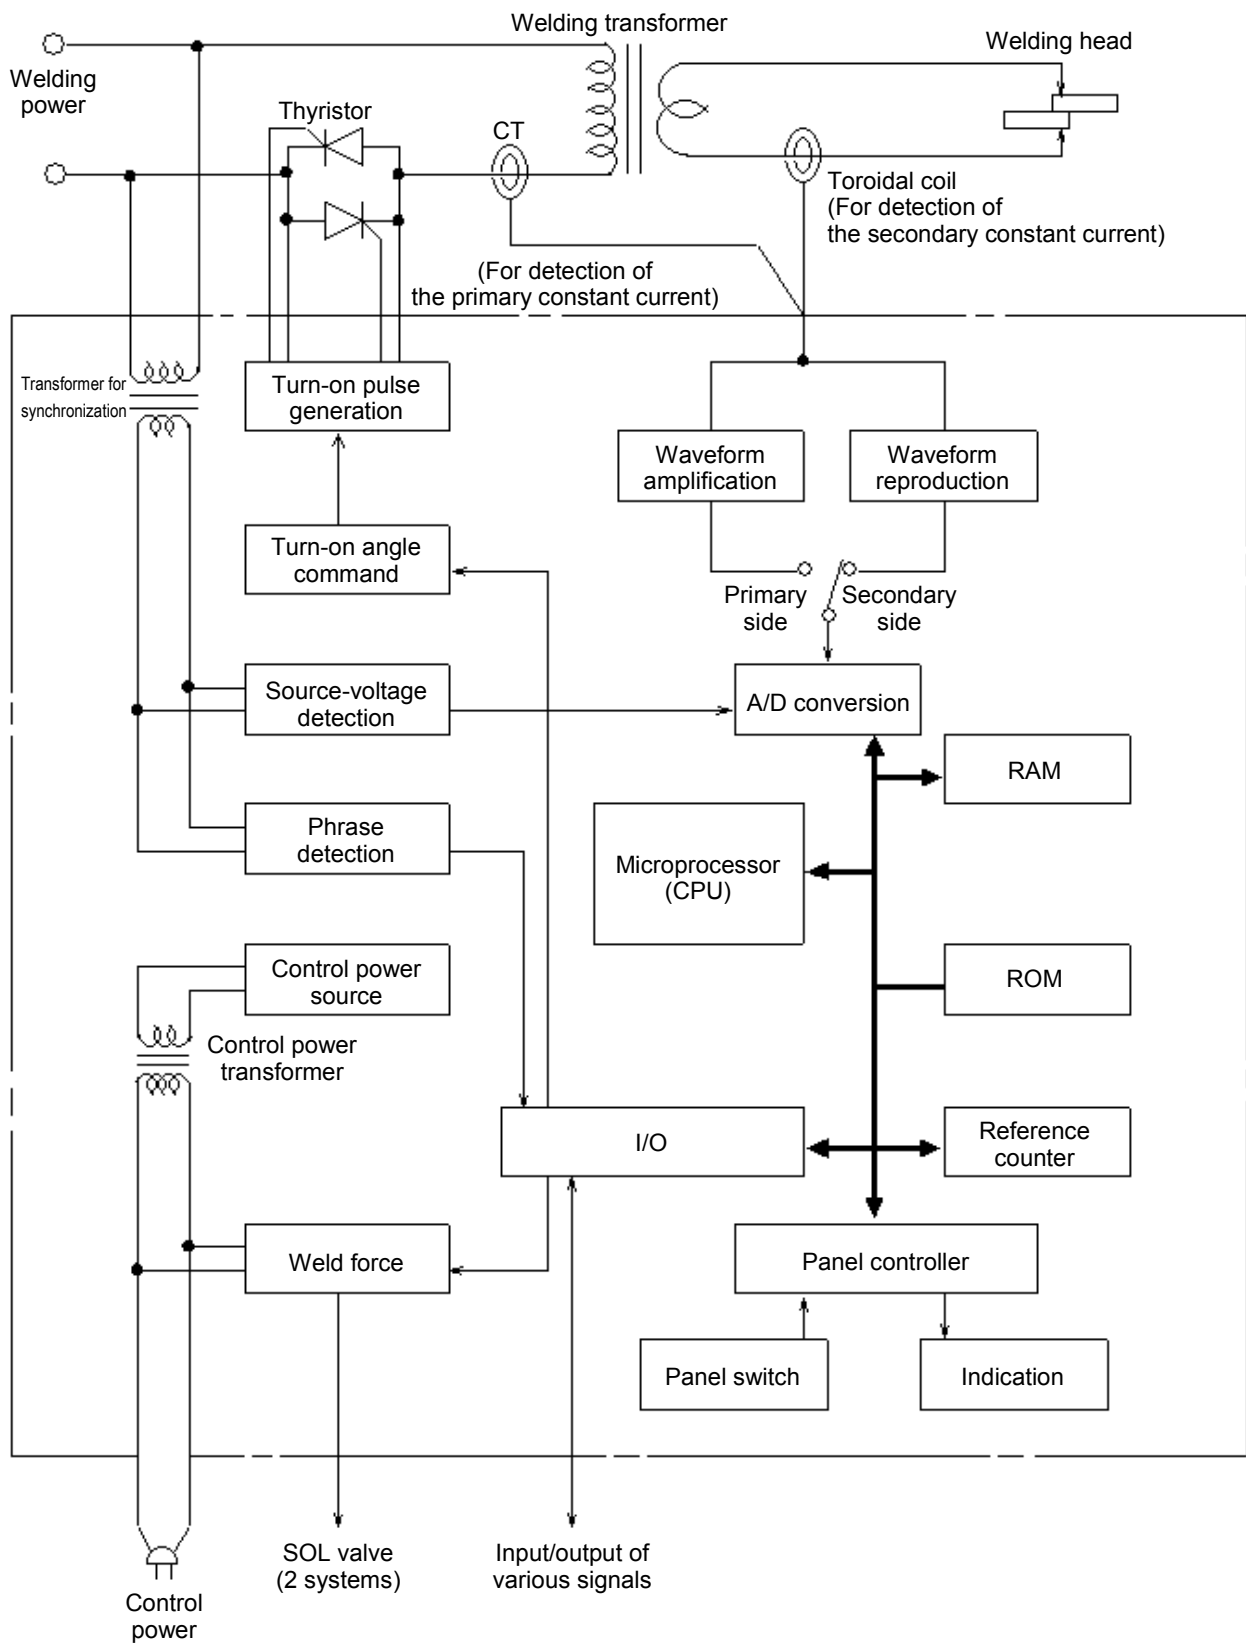 Welding transformer
Welding head
Welding
power
Thyristor
CT
Toroidal coil
(For detection of
the secondary constant current)
(For detection of
the primary constant current)
Transformer for
synchronization
Turn-on pulse
generation
Waveform
amplification
Waveform
reproduction
Turn-on angle
command
Primary
side
Secondary
side
Source-voltage
detection
A/D conversion
RAM
Phrase
detection
Microprocessor
(CPU)
Control power
source
ROM
Control power
transformer
I/O
Reference
counter
Weld force
Panel controller
Panel switch
Indication
SOL valve
(2 systems)
Input/output of
various signals
Control
power